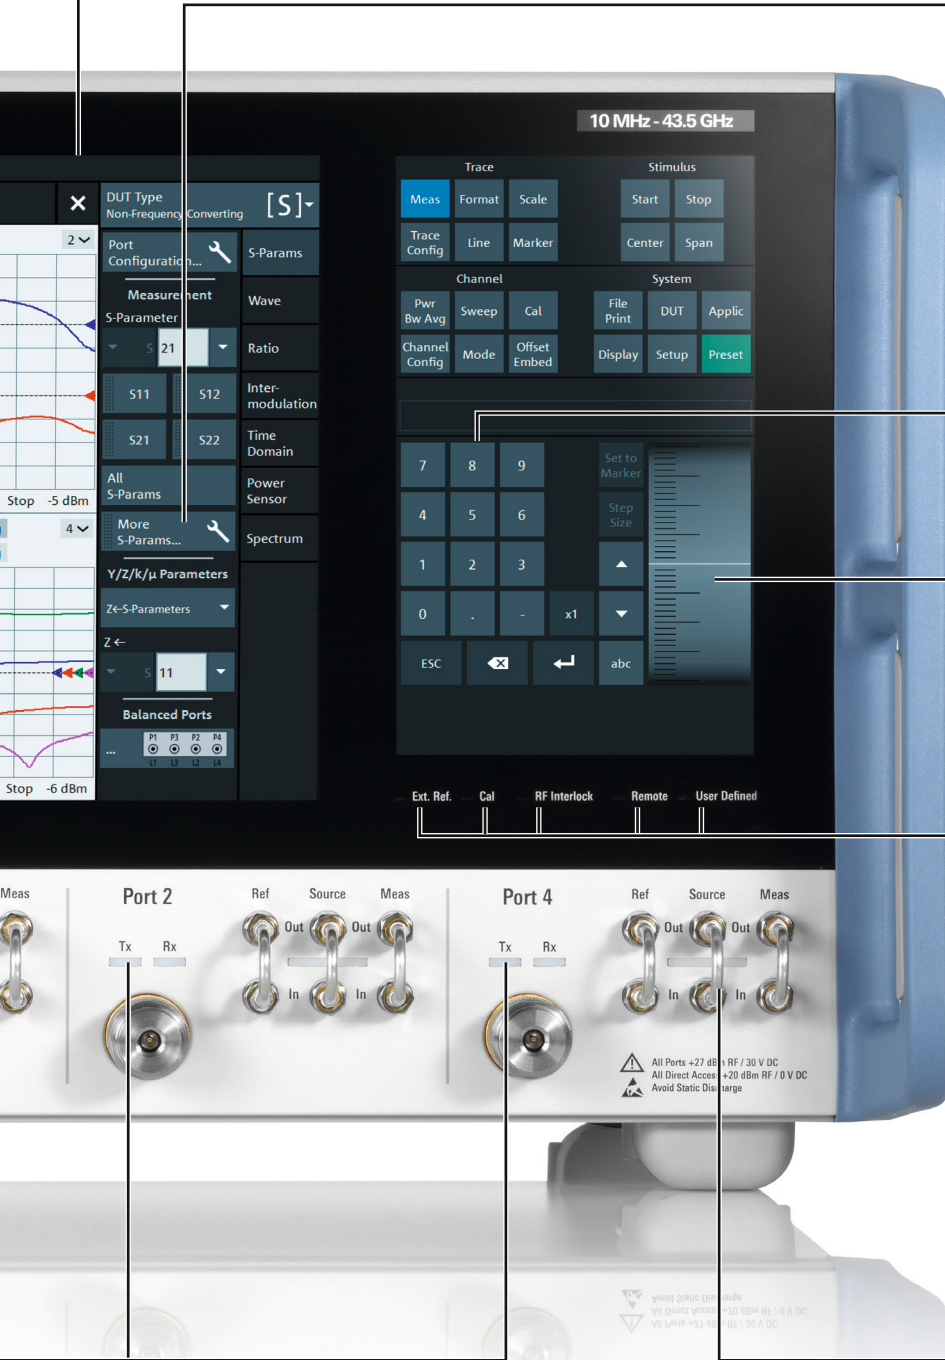 10 MHz - 43.5 GHz
Trace
Stimulus
Meas
Format
Scale
Start
Stop
Trace
Config
Line
Marker
Center
Span
Channel
System
Pwr
Bw Avg
Sweep
Cal
File
Print
DUT
Applic
Channel
Config
Mode
Offset
Embed
Display
Setup
Preset
7
8
9
Set to
Marker
4
5
6
Step
Size
1
2
3
0
.
-
x1
ESC
abc
DUT Type
Non-Frequency Converting
[S]
2
Port
Configuration...
S-Params
Measurement
S-Parameter
Wave
S 21
Ratio
S11
S12
Inter-
modulation
S21
S22
Time
Domain
All
S-Params
Power
Sensor
Stop -5 dBm
4
More
S-Params...
Spectrum
Y/Z/k/µ Parameters
Z←S-Parameters
Z ←
S 11
Balanced Ports
...
P1 P3 P2 P4
L1 L3 L2 L4
Stop -6 dBm
Ext. Ref.
Cal
RF Interlock
Remote
User Defined
Meas
Port 2
Ref
Source
Meas
Port 4
Ref
Source
Meas
Tx
Rx
Out
Out
In
In
Tx
Rx
Out
Out
In
In
All Ports +27 dBm RF / 30 V DC
All Direct Access +20 dBm RF / 0 V DC
Avoid Static Discharge